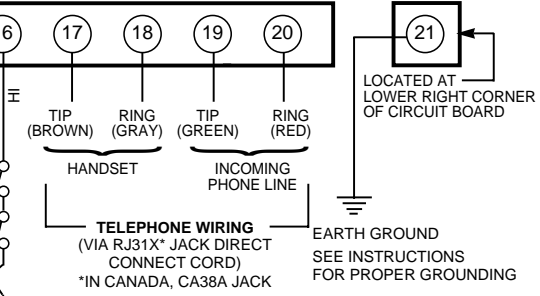 6
17
18
19
20
21
HI
LOCATED AT
LOWER RIGHT CORNER
OF CIRCUIT BOARD
TIP
(BROWN)
RING
(GRAY)
TIP
(GREEN)
RING
(RED)
HANDSET
INCOMING
PHONE LINE
TELEPHONE WIRING
(VIA RJ31X* JACK DIRECT
CONNECT CORD)
*IN CANADA, CA38A JACK
EARTH GROUND
SEE INSTRUCTIONS
FOR PROPER GROUNDING